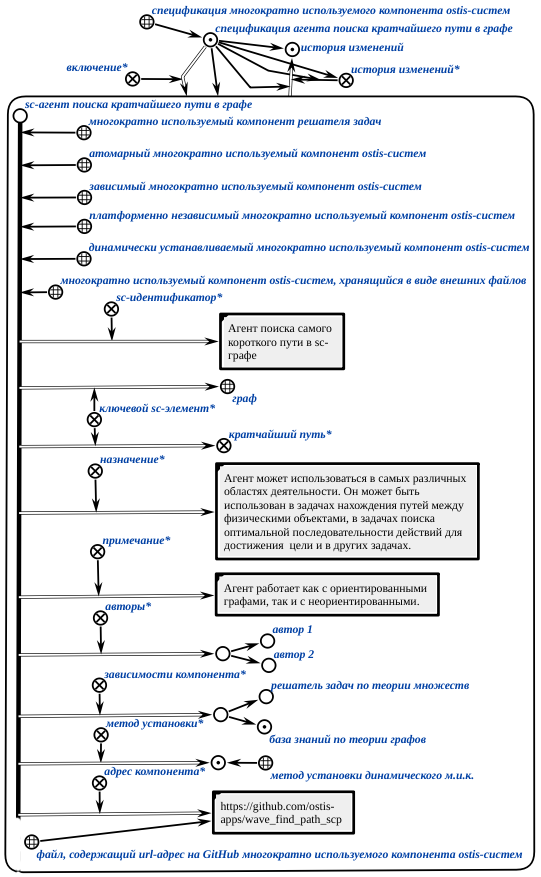 спецификация многократно используемого компонента ostis-систем
спецификация агента поиска кратчайшего пути в графе
история изменений
включение*
история изменений*
sc-агент поиска кратчайшего пути в графе
многократно используемый компонент решателя задач
атомарный многократно используемый компонент ostis-систем
зависимый многократно используемый компонент ostis-систем
платформенно независимый многократно используемый компонент ostis-систем
динамически устанавливаемый многократно используемый компонент ostis-систем
многократно используемый компонент ostis-систем, хранящийся в виде внешних файлов
sc-идентификатор*
Агент поиска самого
короткого пути в sc-
графе
граф
ключевой sc-элемент*
кратчайший путь*
назначение*
Агент может использоваться в самых различных
областях деятельности. Он может быть
использован в задачах нахождения путей между
физическими объектами, в задачах поиска
оптимальной последовательности действий для
достижения цели и в других задачах.
примечание*
Агент работает как с ориентированными
графами, так и с неориентированными.
авторы*
автор 1
автор 2
зависимости компонента*
решатель задач по теории множеств
метод установки*
база знаний по теории графов
адрес компонента*
метод установки динамического м.и.к.
https://github.com/ostis-
apps/wave_find_path_scp
файл, содержащий url-адрес на GitHub многократно используемого компонента ostis-систем